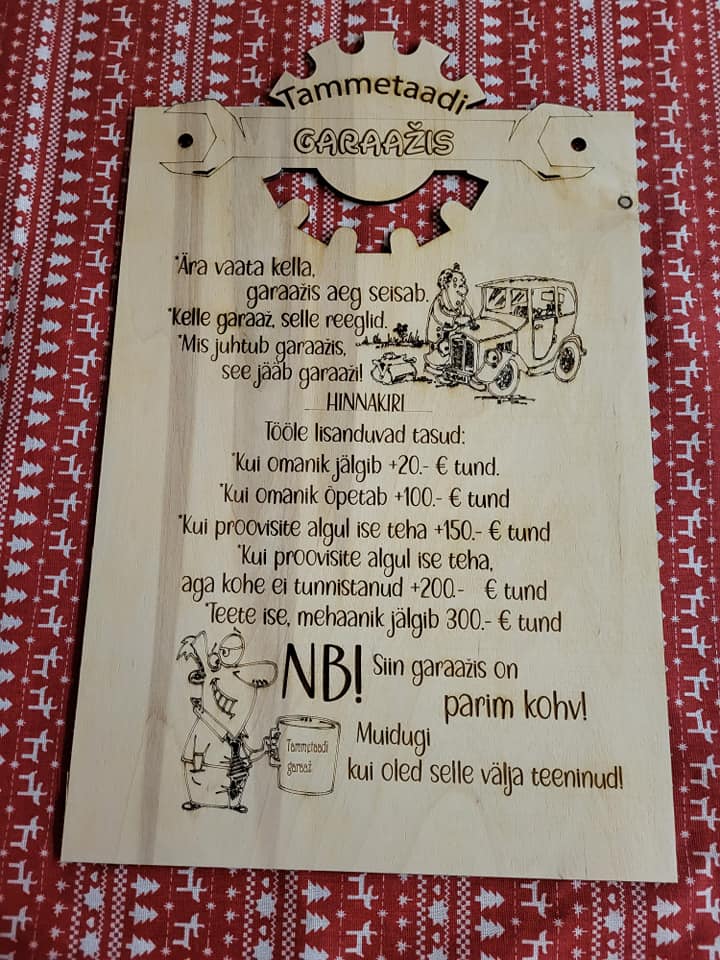 Tammetaadi
GARAAŽIS
*Ära vaata kella,
garaažis aeg seisab.
*Kelle garaaž, selle reeglid.
*Mis juhtub garaažis,
see jääb garaaži!
HINNAKIRI
Tööle lisanduvad tasud:
*Kui omanik jälgib +20.- € tund.
*Kui omanik õpetab +100.- € tund
*Kui proovisite algul ise teha +150.- € tund
*Kui proovisite algul ise teha,
aga kohe ei tunnistanud +200.- € tund
*Teete ise, mehaanik jälgib 300.- € tund
NB! Siin garaažis on
parim kohv!
Muidugi
kui oled selle välja teeninud!
Tammetaadi
garaaž